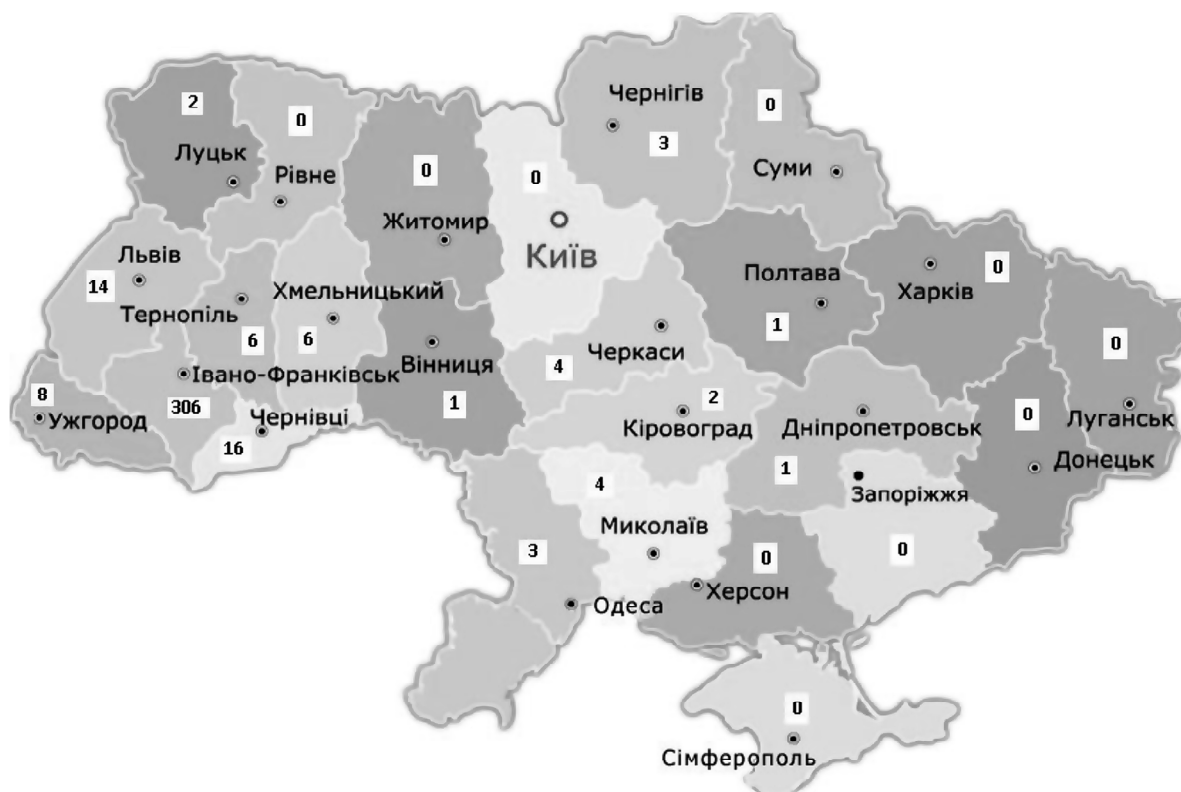 2
Луцьк
0
Рівне
0
Житомир
0
Київ
Чернігів
3
0
Суми
Львів
14
Тернопіль
6
Хмельницький
6
Вінниця
1
4
Черкаси
Полтава
1
0
Харків
0
Луганськ
0
Донецьк
8
Ужгород
Івано-Франківськ
306
Чернівці
16
2
Кіровоград
Дніпропетровськ
1
Запоріжжя
0
4
Миколаїв
3
Одеса
0
Херсон
0
Сімферополь